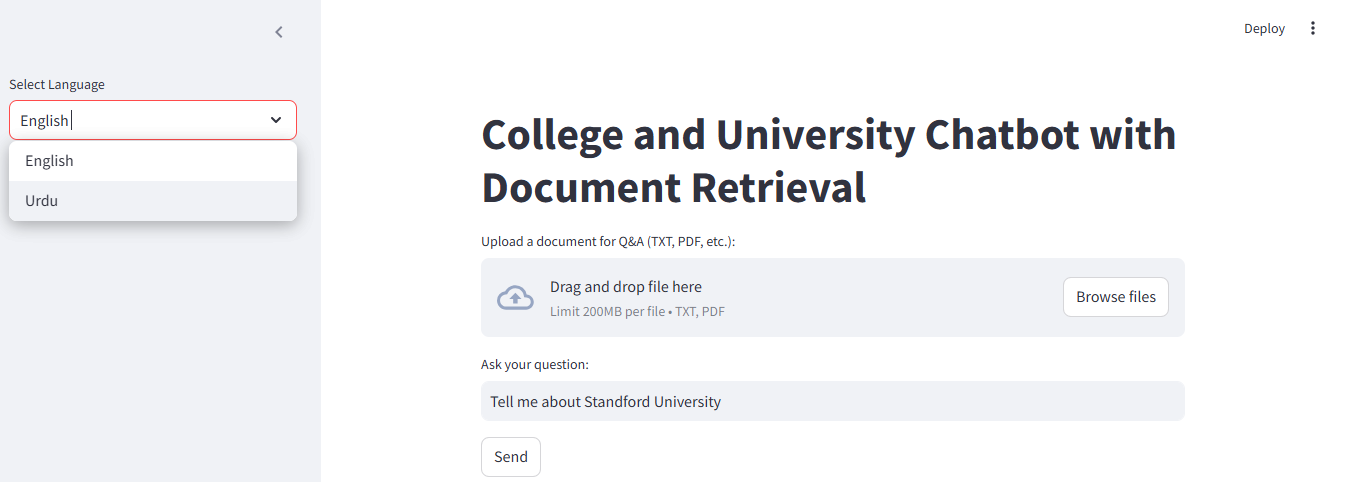 Deploy
Select Language
English
English
Urdu
College and University Chatbot with
Document Retrieval
Upload a document for Q&A (TXT, PDF, etc.):
Drag and drop file here
Limit 200MB per file • TXT, PDF
Browse files
Ask your question:
Tell me about Standford University
Send